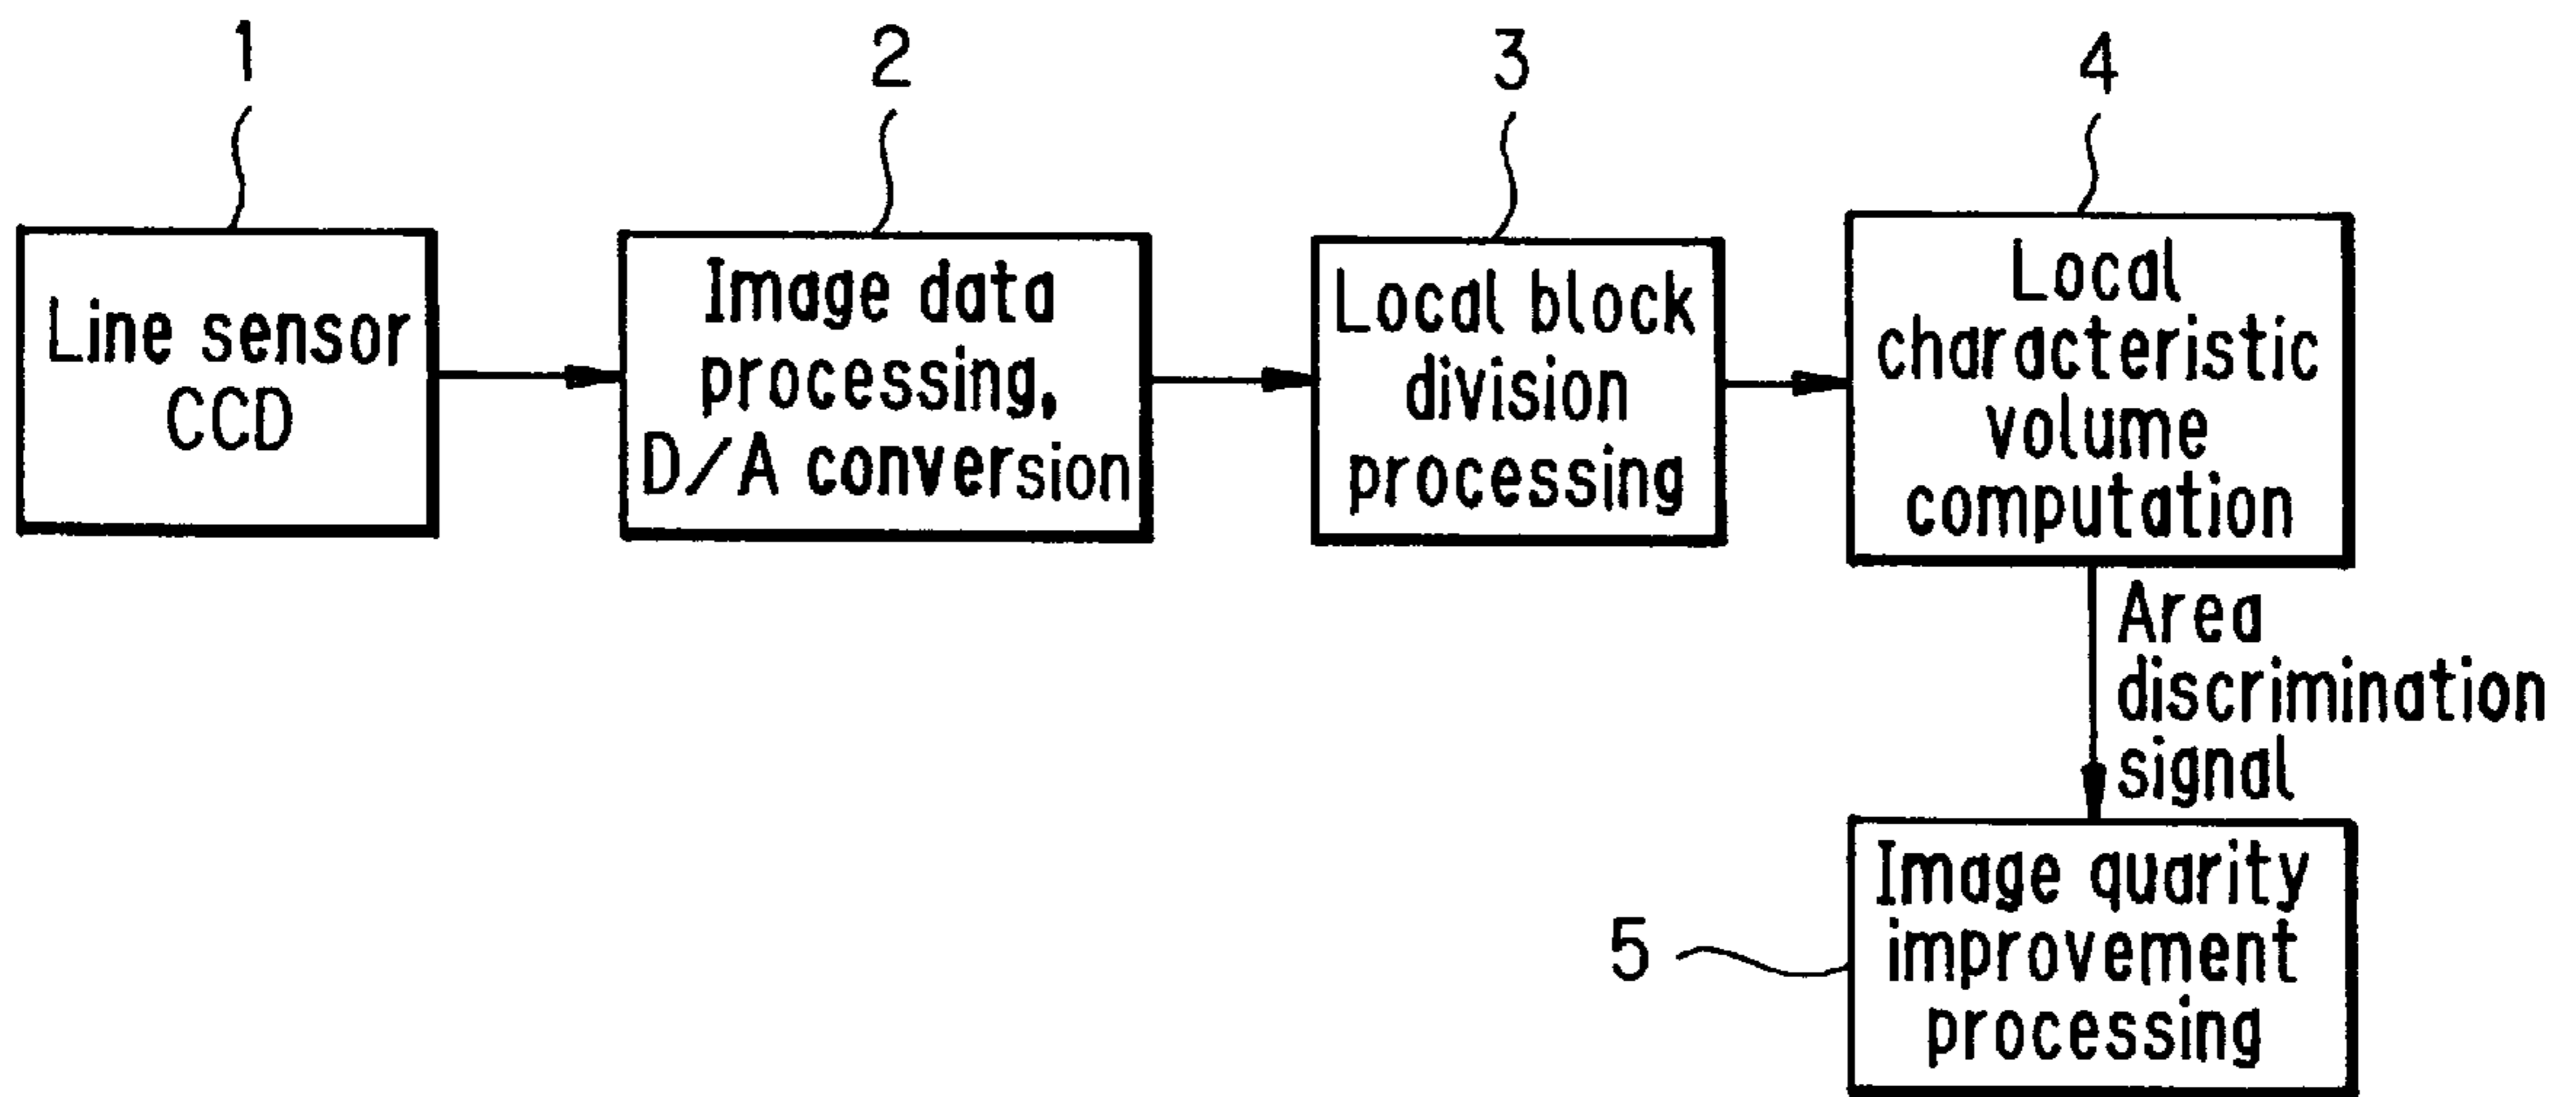 1
2
3
4
Line sensor
CCD
Image data
processing,
D/A conversion
Local block
division
processing
Local
characteristic
volume
computation
Area
discrimination
signal
5
Image quarity
improvement
processing